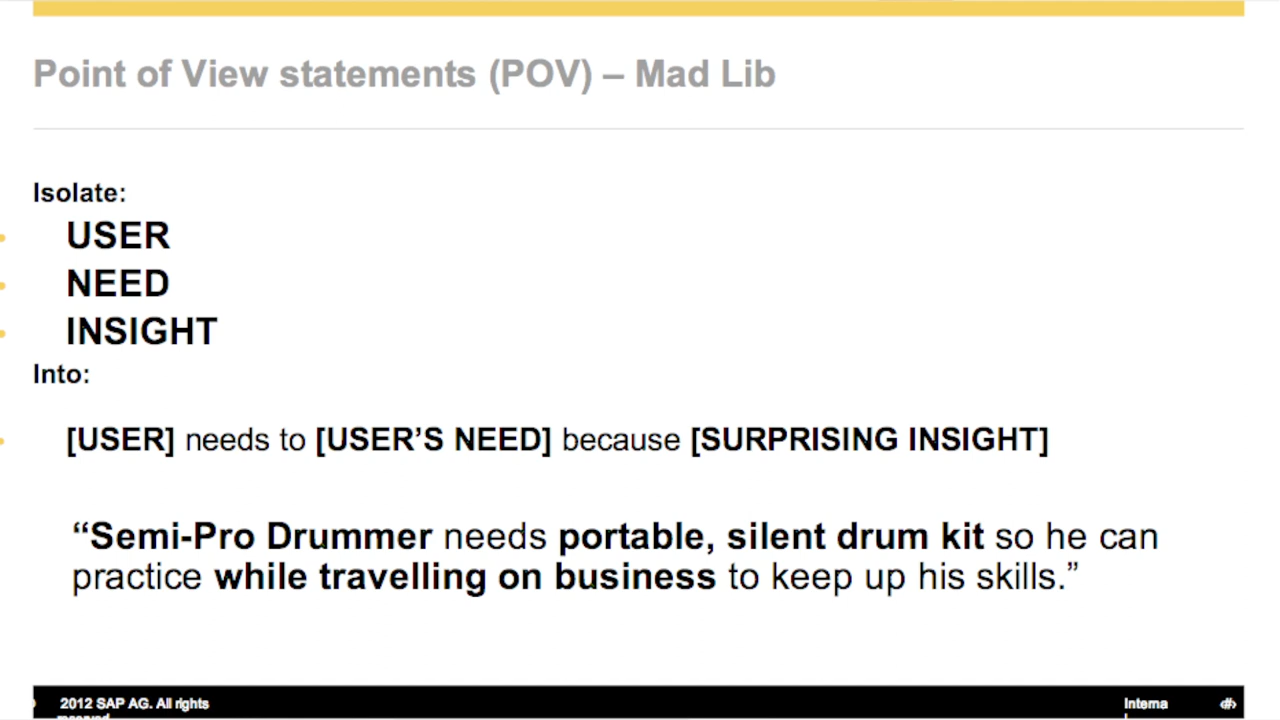 Point of View statements (POV) – Mad Lib
Isolate:
USER
NEED
INSIGHT
Into:
[USER] needs to [USER’S NEED] because [SURPRISING INSIGHT]
“Semi-Pro Drummer needs portable, silent drum kit so he can
practice while travelling on business to keep up his skills.”
2012 SAP AG. All rights
Interna